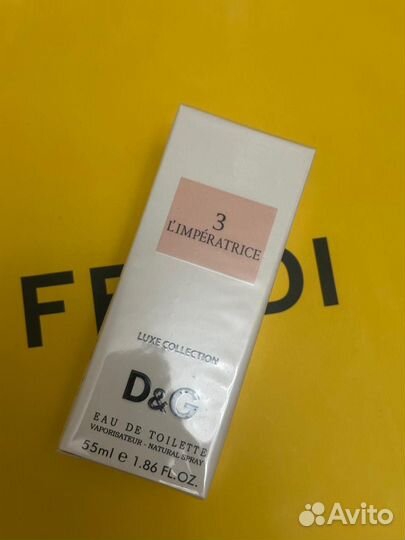 3
L'IMPÉRATRICE
FE DI
LUXE COLLECTION
D&G
EAU DE TOILETTE
VAPORISATEUR - NATURAL SPRAY
55ml e 1.86 FL.OZ.
Avito